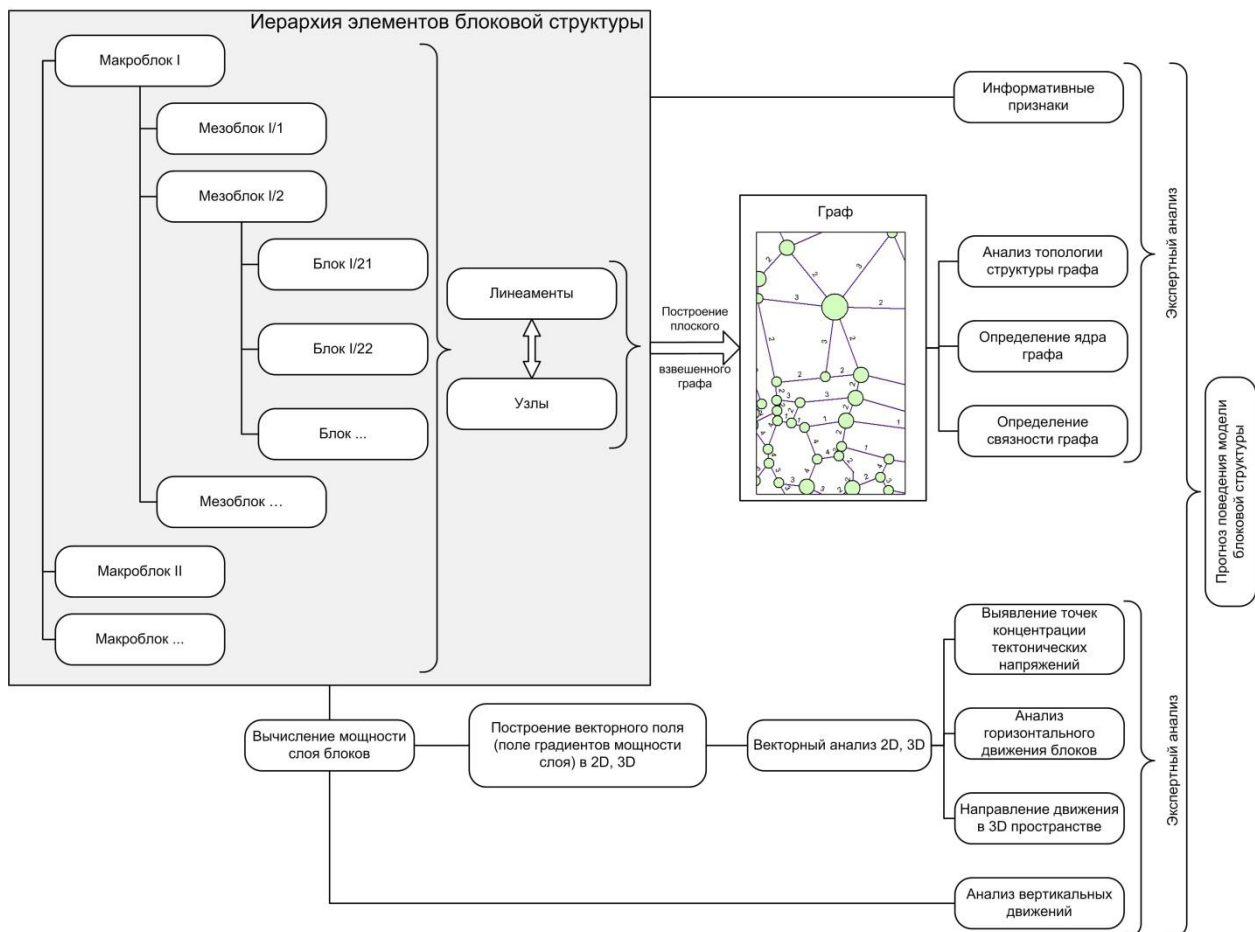 Иерархия элементов блоковой структуры
Макроблок I
Мезоблок I/1
Мезоблок I/2
Блок I/21
Блок I/22
Блок ...
Мезоблок …
Макроблок II
Макроблок ...
Линеаменты
Узлы
Построение
плоского
взвешенного
графа
Граф
Информативные
признаки
Анализ топологии
структуры графа
Определение ядра
графа
Определение
связности графа
Экспертный анализ
Прогноз поведени модели
блоковой структуры
Вычисление мощности
слоя блоков
Построение векторного поля
(поле градиентов мощности
слоя) в 2D, 3D
Векторный анализ 2D, 3D
Выявление точек
концентрации
тектонических
напряжений
Анализ
горизонтального
движения блоков
Направление движения
в 3D пространстве
Анализ вертикальных
движений
Экспертный анализ